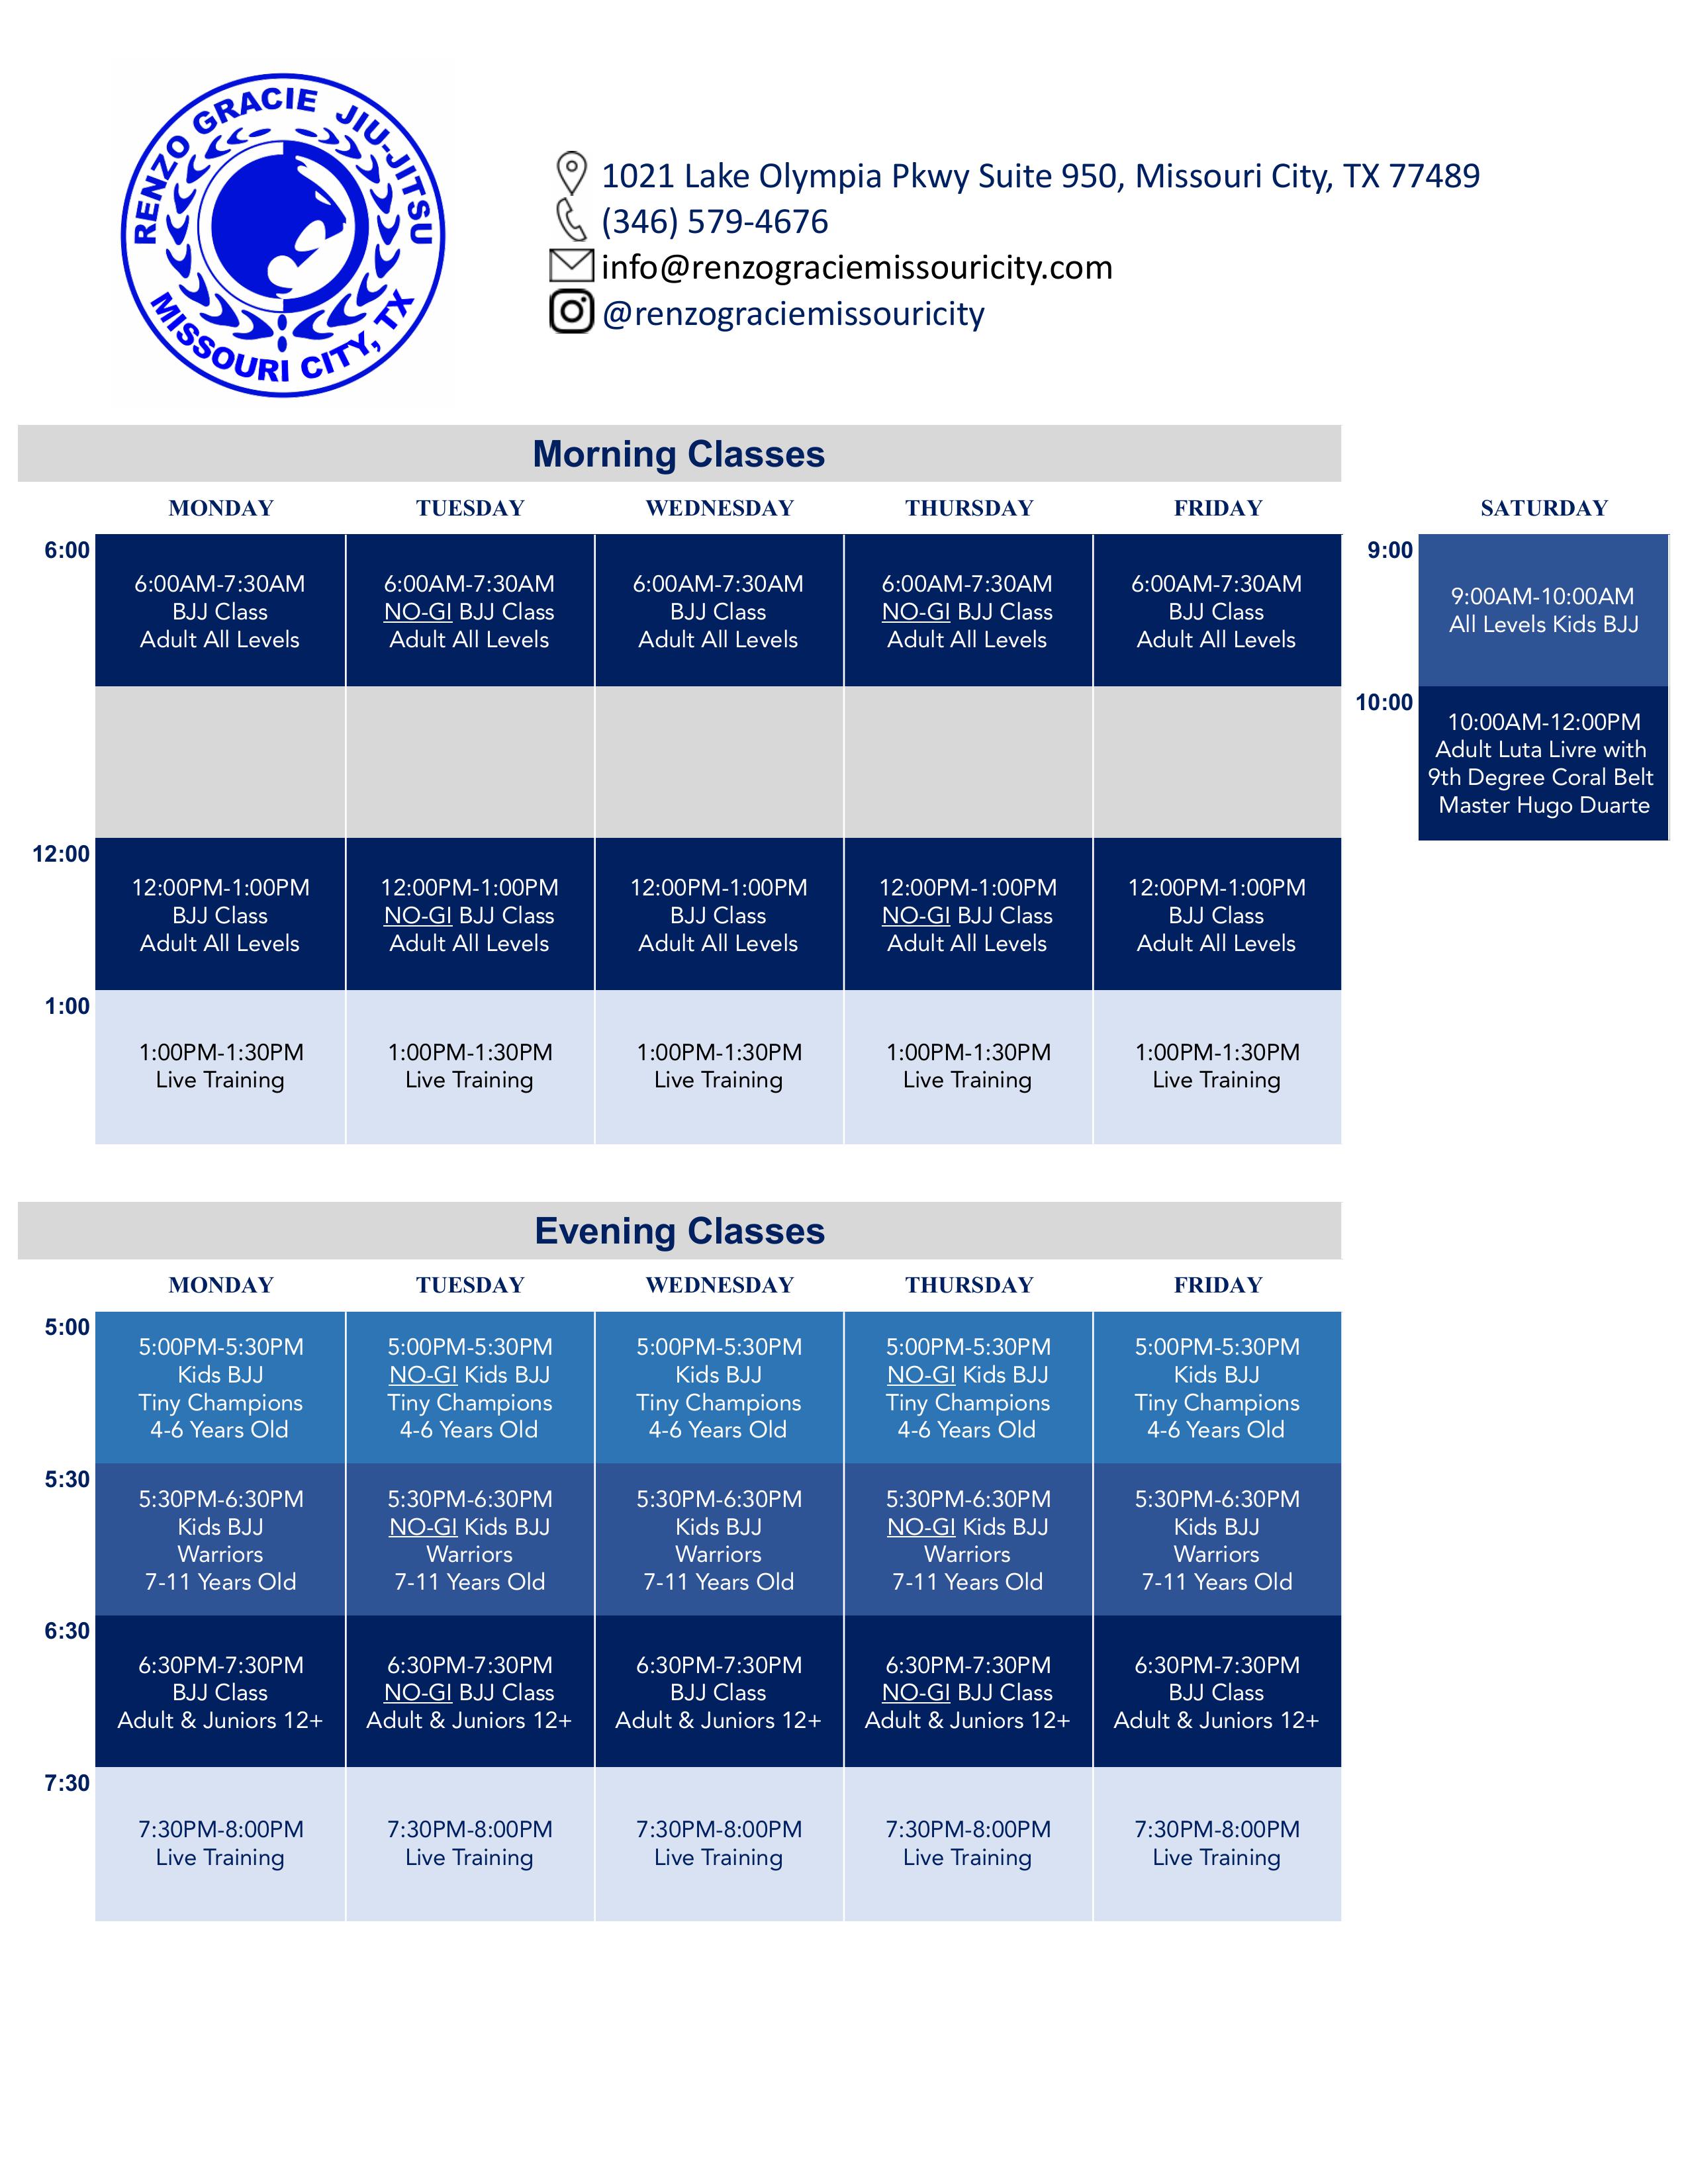 RENZO GRACIE JIU-JITSU
MISSOURI CITY, TX
1021 Lake Olympia Pkwy Suite 950, Missouri City, TX 77489
(346) 579-4676
info@renzograciemissouricity.com
@renzograciemissouricity
Morning Classes
MONDAY TUESDAY WEDNESDAY THURSDAY FRIDAY
6:00
6:00AM-7:30AM 6:00AM-7:30AM 6:00AM-7:30AM 6:00AM-7:30AM 6:00AM-7:30AM
BJJ Class NO-GI BJJ Class BJJ Class NO-GI BJJ Class BJJ Class
Adult All Levels Adult All Levels Adult All Levels Adult All Levels Adult All Levels
12:00
12:00PM-1:00PM 12:00PM-1:00PM 12:00PM-1:00PM 12:00PM-1:00PM 12:00PM-1:00PM
BJJ Class NO-GI BJJ Class BJJ Class NO-GI BJJ Class BJJ Class
Adult All Levels Adult All Levels Adult All Levels Adult All Levels Adult All Levels
1:00
1:00PM-1:30PM 1:00PM-1:30PM 1:00PM-1:30PM 1:00PM-1:30PM 1:00PM-1:30PM
Live Training Live Training Live Training Live Training Live Training
SATURDAY
9:00
9:00AM-10:00AM
All Levels Kids BJJ
10:00
10:00AM-12:00PM
Adult Luta Livre with
9th Degree Coral Belt
Master Hugo Duarte
Evening Classes
MONDAY TUESDAY WEDNESDAY THURSDAY FRIDAY
5:00
5:00PM-5:30PM 5:00PM-5:30PM 5:00PM-5:30PM 5:00PM-5:30PM 5:00PM-5:30PM
Kids BJJ NO-GI Kids BJJ Kids BJJ NO-GI Kids BJJ Kids BJJ
Tiny Champions Tiny Champions Tiny Champions Tiny Champions Tiny Champions
4-6 Years Old 4-6 Years Old 4-6 Years Old 4-6 Years Old 4-6 Years Old
5:30
5:30PM-6:30PM 5:30PM-6:30PM 5:30PM-6:30PM 5:30PM-6:30PM 5:30PM-6:30PM
Kids BJJ NO-GI Kids BJJ Kids BJJ NO-GI Kids BJJ Kids BJJ
Warriors Warriors Warriors Warriors Warriors
7-11 Years Old 7-11 Years Old 7-11 Years Old 7-11 Years Old 7-11 Years Old
6:30
6:30PM-7:30PM 6:30PM-7:30PM 6:30PM-7:30PM 6:30PM-7:30PM 6:30PM-7:30PM
BJJ Class NO-GI BJJ Class BJJ Class NO-GI BJJ Class BJJ Class
Adult & Juniors 12+ Adult & Juniors 12+ Adult & Juniors 12+ Adult & Juniors 12+ Adult & Juniors 12+
7:30
7:30PM-8:00PM 7:30PM-8:00PM 7:30PM-8:00PM 7:30PM-8:00PM 7:30PM-8:00PM
Live Training Live Training Live Training Live Training Live Training